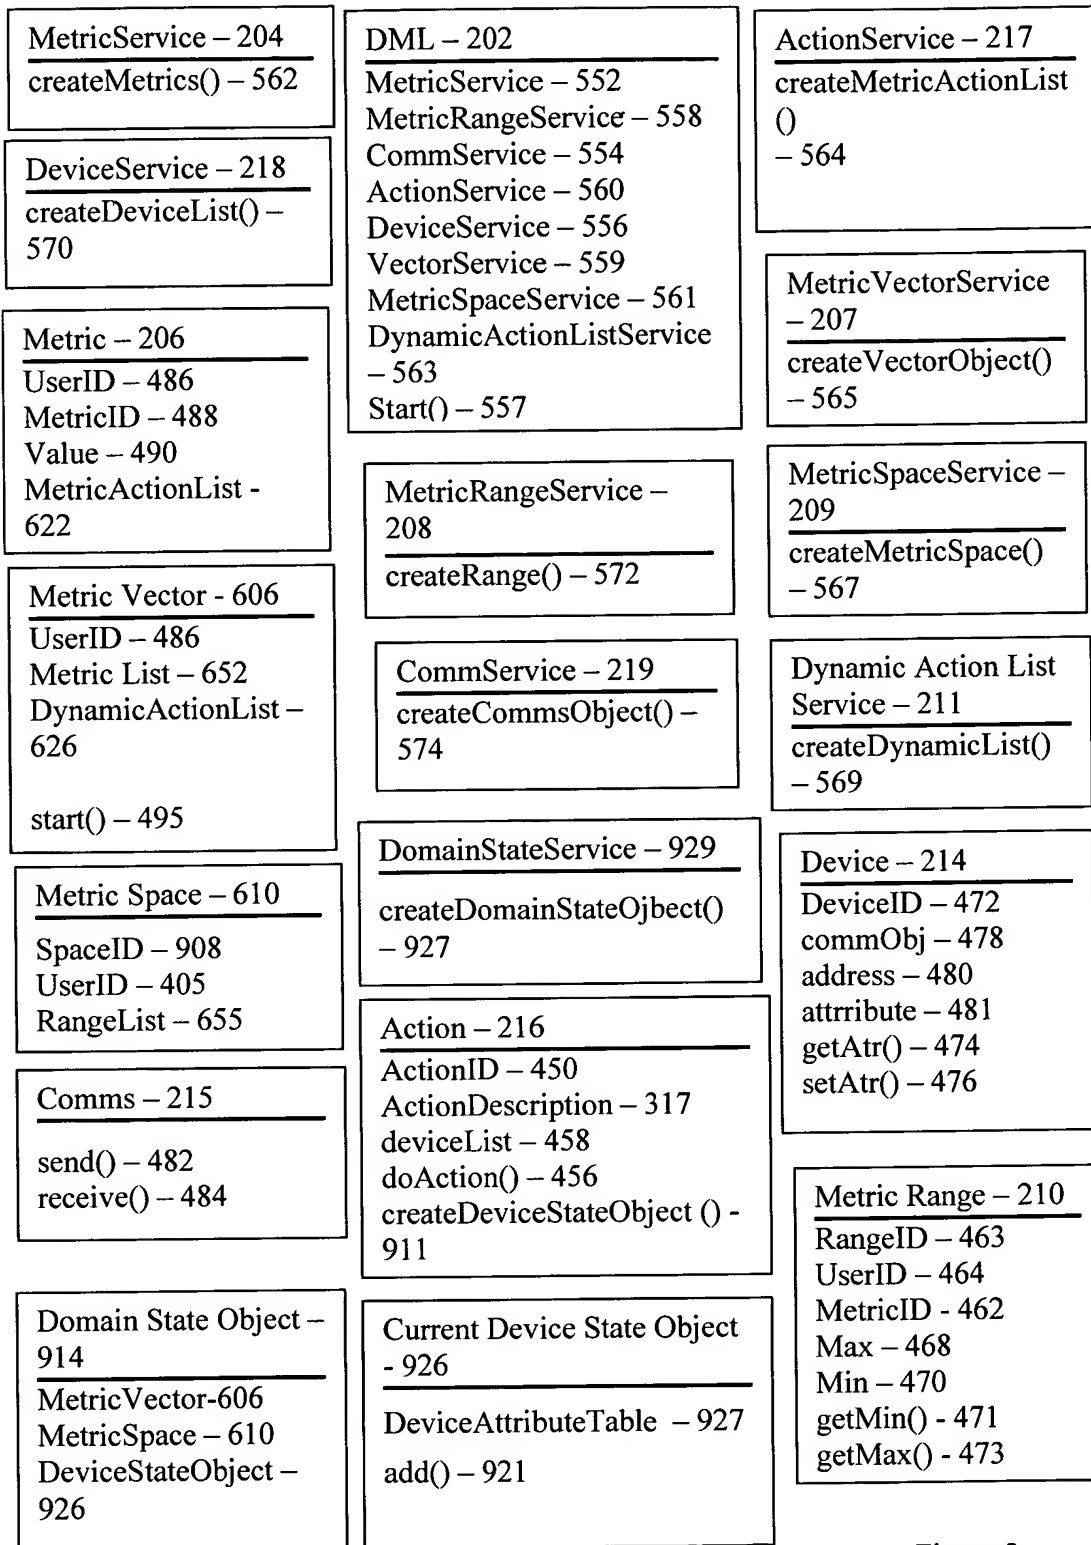 MetricService – 204
createMetrics() – 562
DeviceService – 218
createDeviceList() –
570
Metric – 206
UserID – 486
MetricID – 488
Value – 490
MetricActionList -
622
Metric Vector - 606
UserID – 486
Metric List – 652
DynamicActionList –
626
start() – 495
Metric Space – 610
SpaceID – 908
UserID – 405
RangeList – 655
Comms – 215
send() – 482
receive() – 484
Domain State Object –
914
MetricVector-606
MetricSpace – 610
DeviceStateObject –
926
DML – 202
MetricService – 552
MetricRangeService – 558
CommService – 554
ActionService – 560
DeviceService – 556
VectorService – 559
MetricSpaceService – 561
DynamicActionListService
– 563
Start() – 557
MetricRangeService –
208
createRange() – 572
CommService – 219
createCommsObject() –
574
DomainStateService – 929
createDomainStateOjbect()
– 927
Action – 216
ActionID – 450
ActionDescription – 317
deviceList – 458
doAction() – 456
createDeviceStateObject () -
911
Current Device State Object
- 926
DeviceAttributeTable – 927
add() – 921
ActionService – 217
createMetricActionList
()
– 564
MetricVectorService
– 207
createVectorObject()
– 565
MetricSpaceService –
209
createMetricSpace()
– 567
Dynamic Action List
Service – 211
createDynamicList()
– 569
Device – 214
DeviceID – 472
commObj – 478
address – 480
attrribute – 481
getAtr() – 474
setAtr() – 476
Metric Range – 210
RangeID – 463
UserID – 464
MetricID - 462
Max – 468
Min – 470
getMin() - 471
getMax() - 473